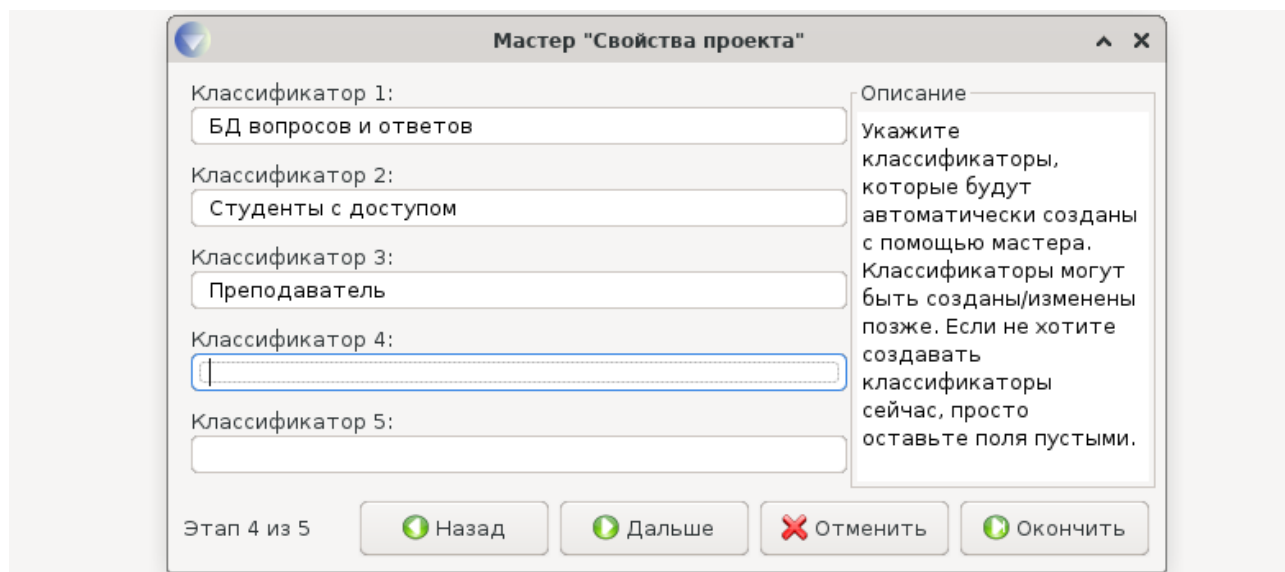 Мастер "Свойства проекта"
Классификатор 1:
БД вопросов и ответов
Классификатор 2:
Студенты с доступом
Классификатор 3:
Преподаватель
Классификатор 4:
Классификатор 5:
Описание
Укажите
классификаторы,
которые будут
автоматически созданы
с помощью мастера.
Классификаторы могут
быть созданы/изменены
позже. Если не хотите
создавать
классификаторы
сейчас, просто
оставьте поля пустыми.
Этап 4 из 5
Назад
Дальше
Отменить
Окончить